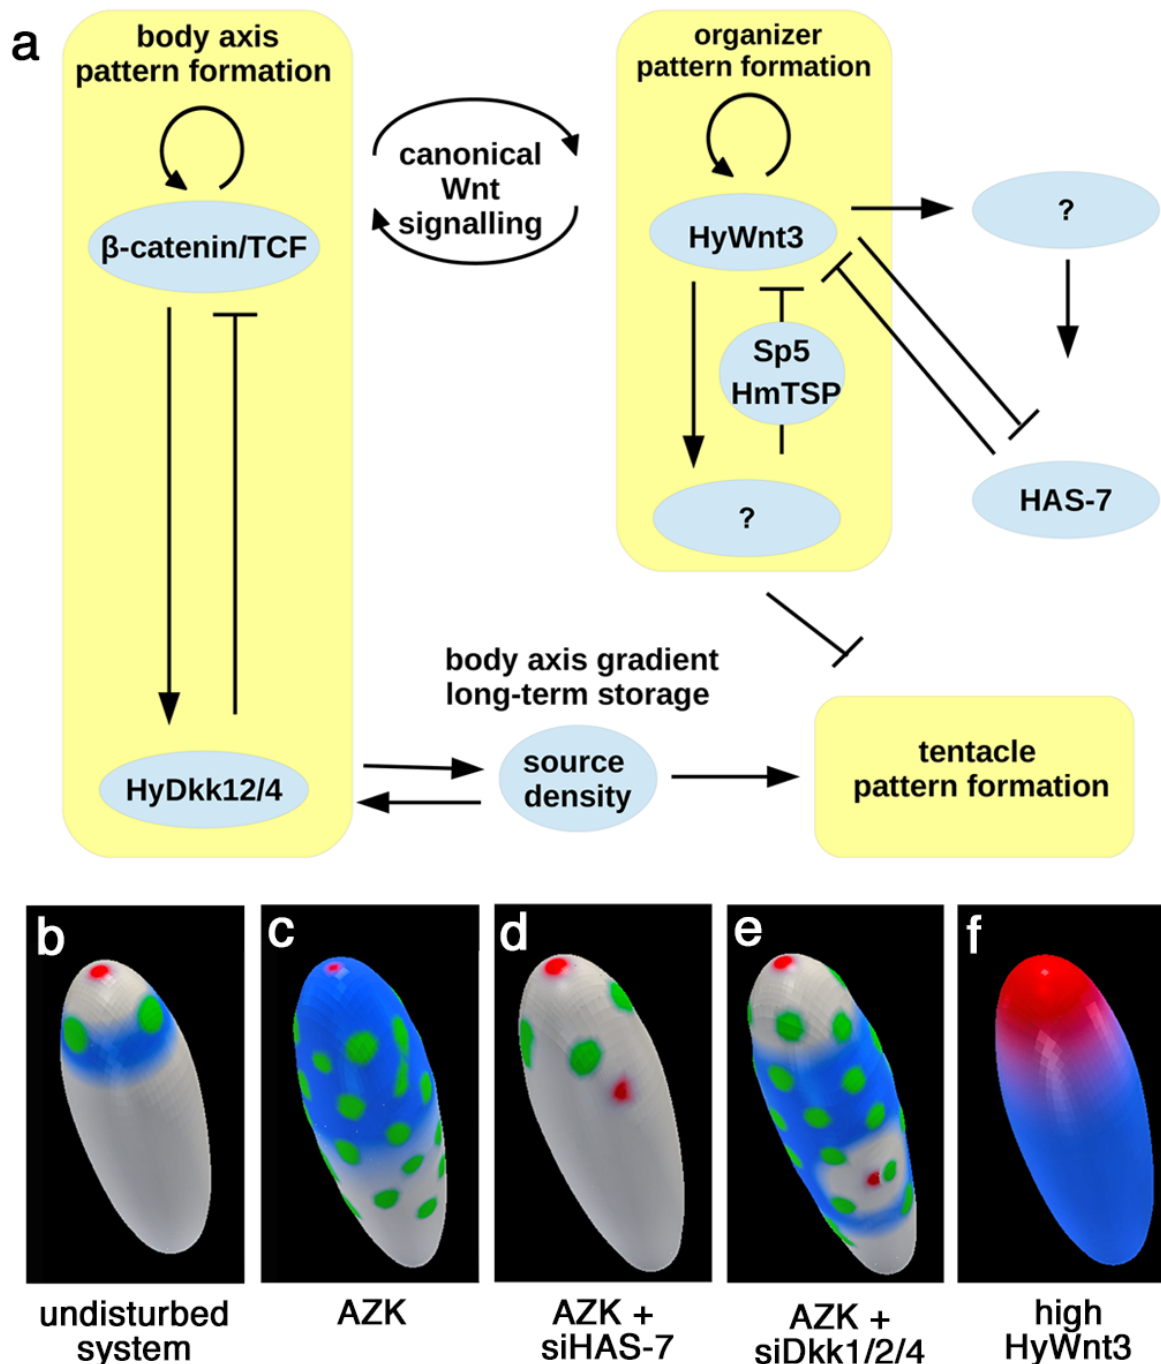 a
body axis
pattern formation
β-catenin/TCF
HyDkk12/4
canonical
Wnt
signalling
organizer
pattern formation
HyWnt3
Sp5
HmTSP
?
?
HAS-7
body axis gradient
long-term storage
source
density
tentacle
pattern formation
b
undisturbed
system
c
AZK
d
AZK +
siHAS-7
e
AZK +
siDkk1/2/4
f
high
HyWnt3